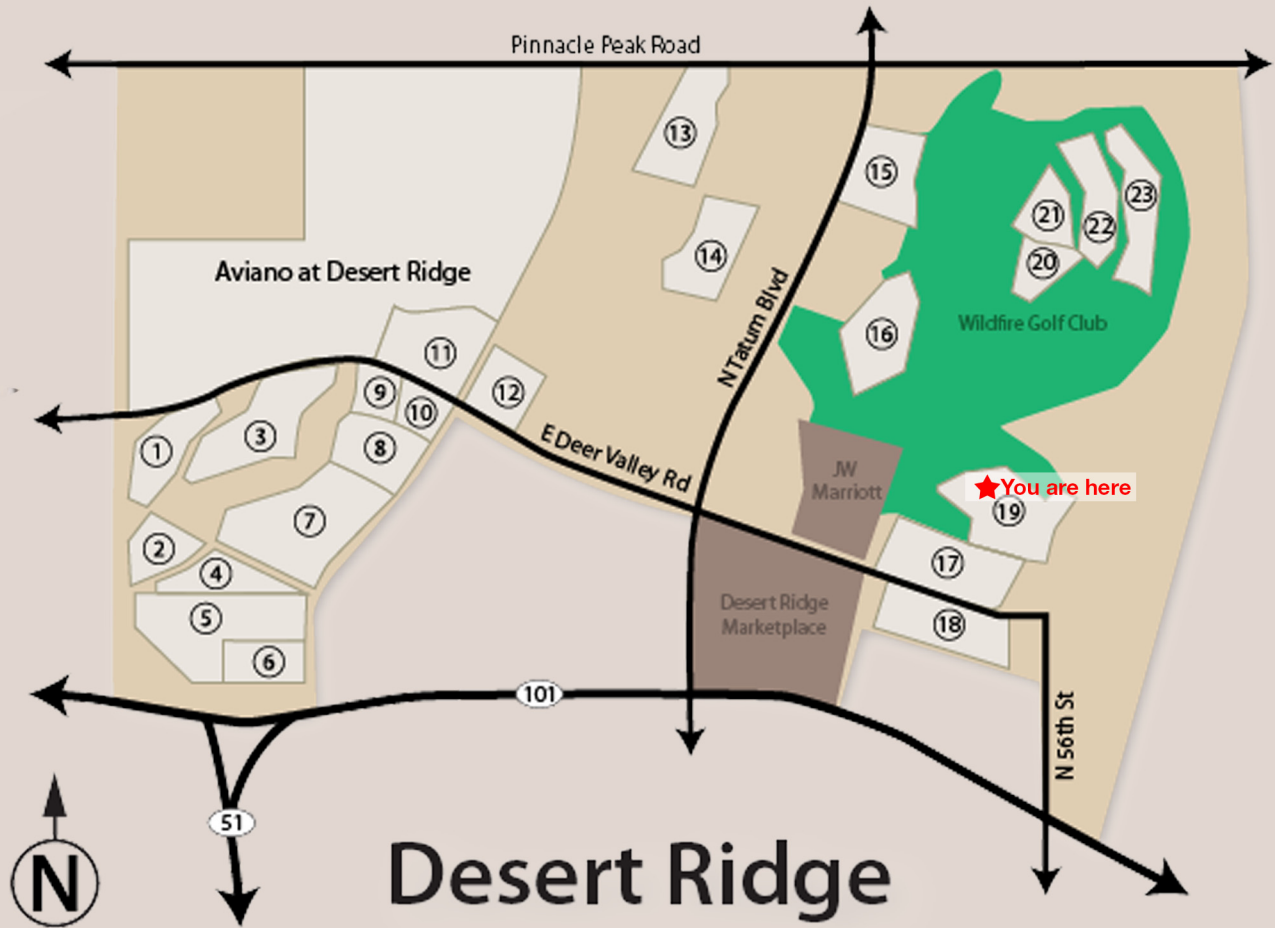 Pinnacle Peak Road
13
15
23
21
22
14
20
Aviano at Desert Ridge
N Tatum Blvd
Wildfire Golf Club
16
11
9
12
10
1
3
8
E Deer Valley Rd
JW
Marriott
You are here
19
7
2
17
4
5
Desert Ridge
Marketplace
18
6
101
N 56th St
51
N
Desert Ridge